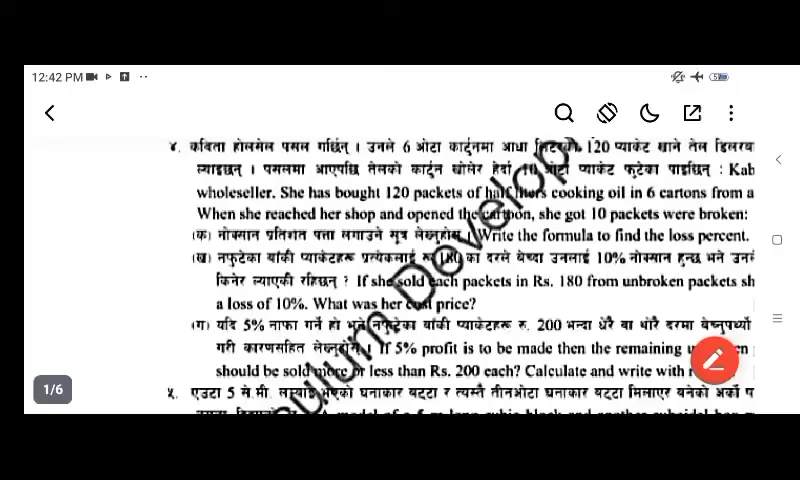 12:42 PM
४. कविता होलसेल पसल गर्छिन् । उनले 6 ओटा कार्टुनमा आधा लिटरको 120 प्याकेट खाने तेल डिलरबा
ल्याइछन् । पसलमा आएपछि तेलको कार्टुन खोलेर हेर्दा 10 ओटा प्याकेट फुटेका पाइछिन् : Kab
wholeseller. She has bought 120 packets of half liters cooking oil in 6 cartons from a
When she reached her shop and opened the cartoon, she got 10 packets were broken:
(क) नोक्सान प्रतिशत पत्ता लगाउने सूत्र लेख्नुहोस् । Write the formula to find the loss percent.
(ख) नफुटेका बाँकी प्याकेटहरू प्रत्येकलाई रु 180 का दरले बेच्दा उनलाई 10% नोक्सान हुन्छ भने उनले
किनेर ल्याएकी रहिछन् ? If she sold each packets in Rs. 180 from unbroken packets sh
a loss of 10%. What was her cost price?
(ग) यदि 5% नाफा गर्ने हो भने नफुटेका बाँकी प्याकेटहरू रु. 200 भन्दा धेरै वा थोरै दरमा बेच्नुपर्थ्यो
गरी कारणसहित लेख्नुहोस् । If 5% profit is to be made then the remaining
should be sold more or less than Rs. 200 each? Calculate and write with
1/6
५. एउटा 5 से.मी. लम्बाइ भएको घनाकार बट्टा र त्यस्तै तीनओटा घनाकार बट्टा मिलाएर बनेको अर्को
ulum Develop